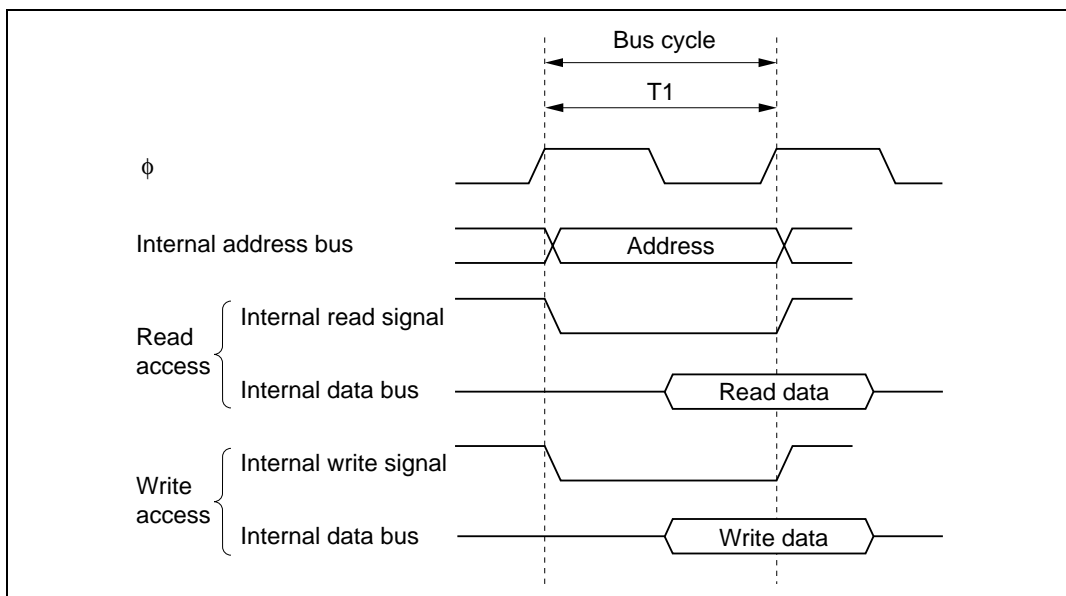 Bus cycle
T1
ϕ
Internal address bus
Address
Read
access
Internal read signal
Internal data bus
Read data
Write
access
Internal write signal
Internal data bus
Write data